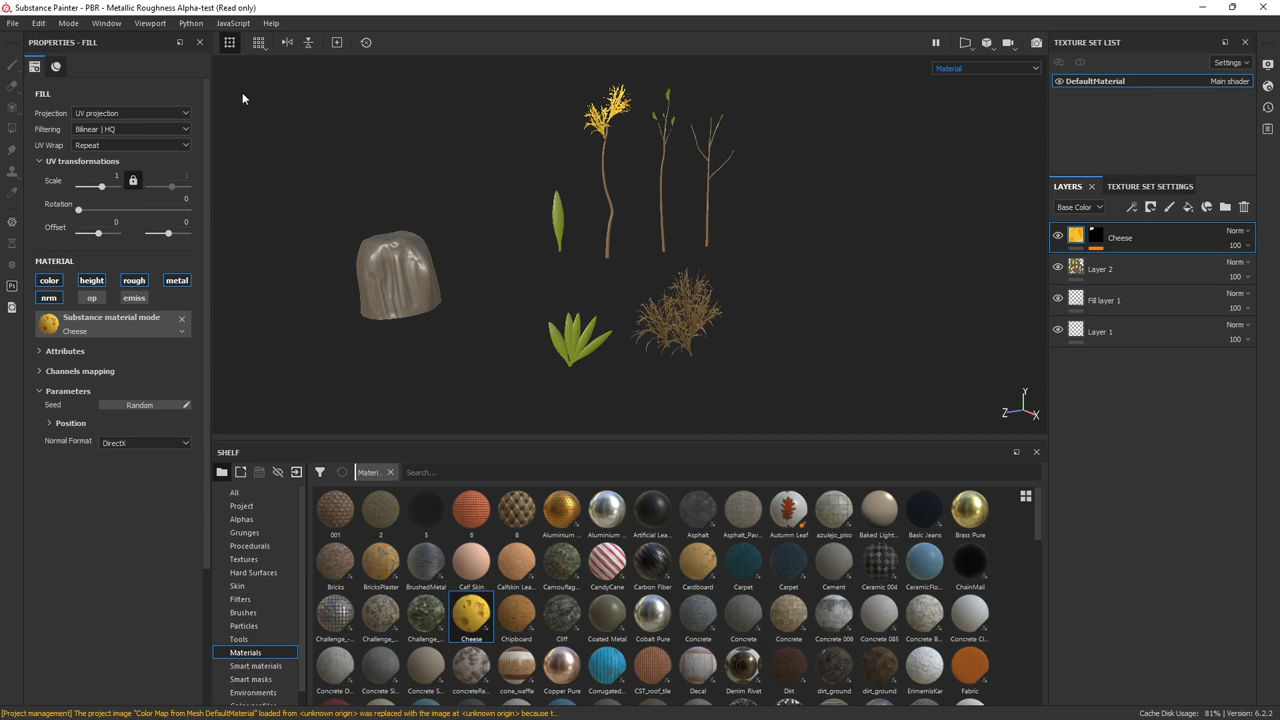 Substance Painter - PBR - Metallic Roughness Alpha-test (Read only)
File Edit Mode Window Viewport Python JavaScript Help
PROPERTIES - FILL
FILL
Projection UV projection
Filtering Bilinear | HQ
UV Wrap Repeat
UV transformations
Scale 1 1
Rotation 0
Offset 0 0
MATERIAL
color height rough metal
nrm op emiss
Substance material mode
Cheese
Attributes
Channels mapping
Parameters
Seed Random
Position
Normal Format DirectX
Material
Y
Z X
TEXTURE SET LIST
Settings
DefaultMaterial Main shader
LAYERS TEXTURE SET SETTINGS
Base Color
Cheese Norm 100
Layer 2 Norm 100
Fill layer 1 Norm 100
Layer 1 Norm 100
SHELF
Materi.. Search...
All
Project
Alphas
Grunges
Procedurals
Textures
Hard Surfaces
Skin
Filters
Brushes
Particles
Tools
Materials
Smart materials
Smart masks
Environments
001 2 5 6 8 Aluminium ... Aluminium ... Artificial Lea... Asphalt Asphalt_Pav... Autumn Leaf azulejo_piso Baked Light... Basic Jeans Brass Pure
Bricks BricksPlaster BrushedMetal Calf Skin Calfskin Lea... Camouflag... CandyCane Carbon Fiber Cardboard Carpet Carpet Cement Ceramic 004 CeramicFlo... ChainMail
Challenge_... Challenge_... Challenge_... Cheese Chipboard Cliff Coated Metal Cobalt Pure Concrete Concrete Concrete Concrete 006 Concrete 085 Concrete B... Concrete Cl...
Concrete D... Concrete Si... Concrete S... concreteRe... cone_waffle Copper Pure Corrugated... CST_roof_tile Decal Denim Rivet Dirt dirt_ground dirt_ground ErimemisKar Fabric
[Project management] The project image "Color Map from Mesh DefaultMaterial" loaded from <unknown origin> was replaced with the image at <unknown origin> because t...
Cache Disk Usage: 81% | Version: 6.2.2